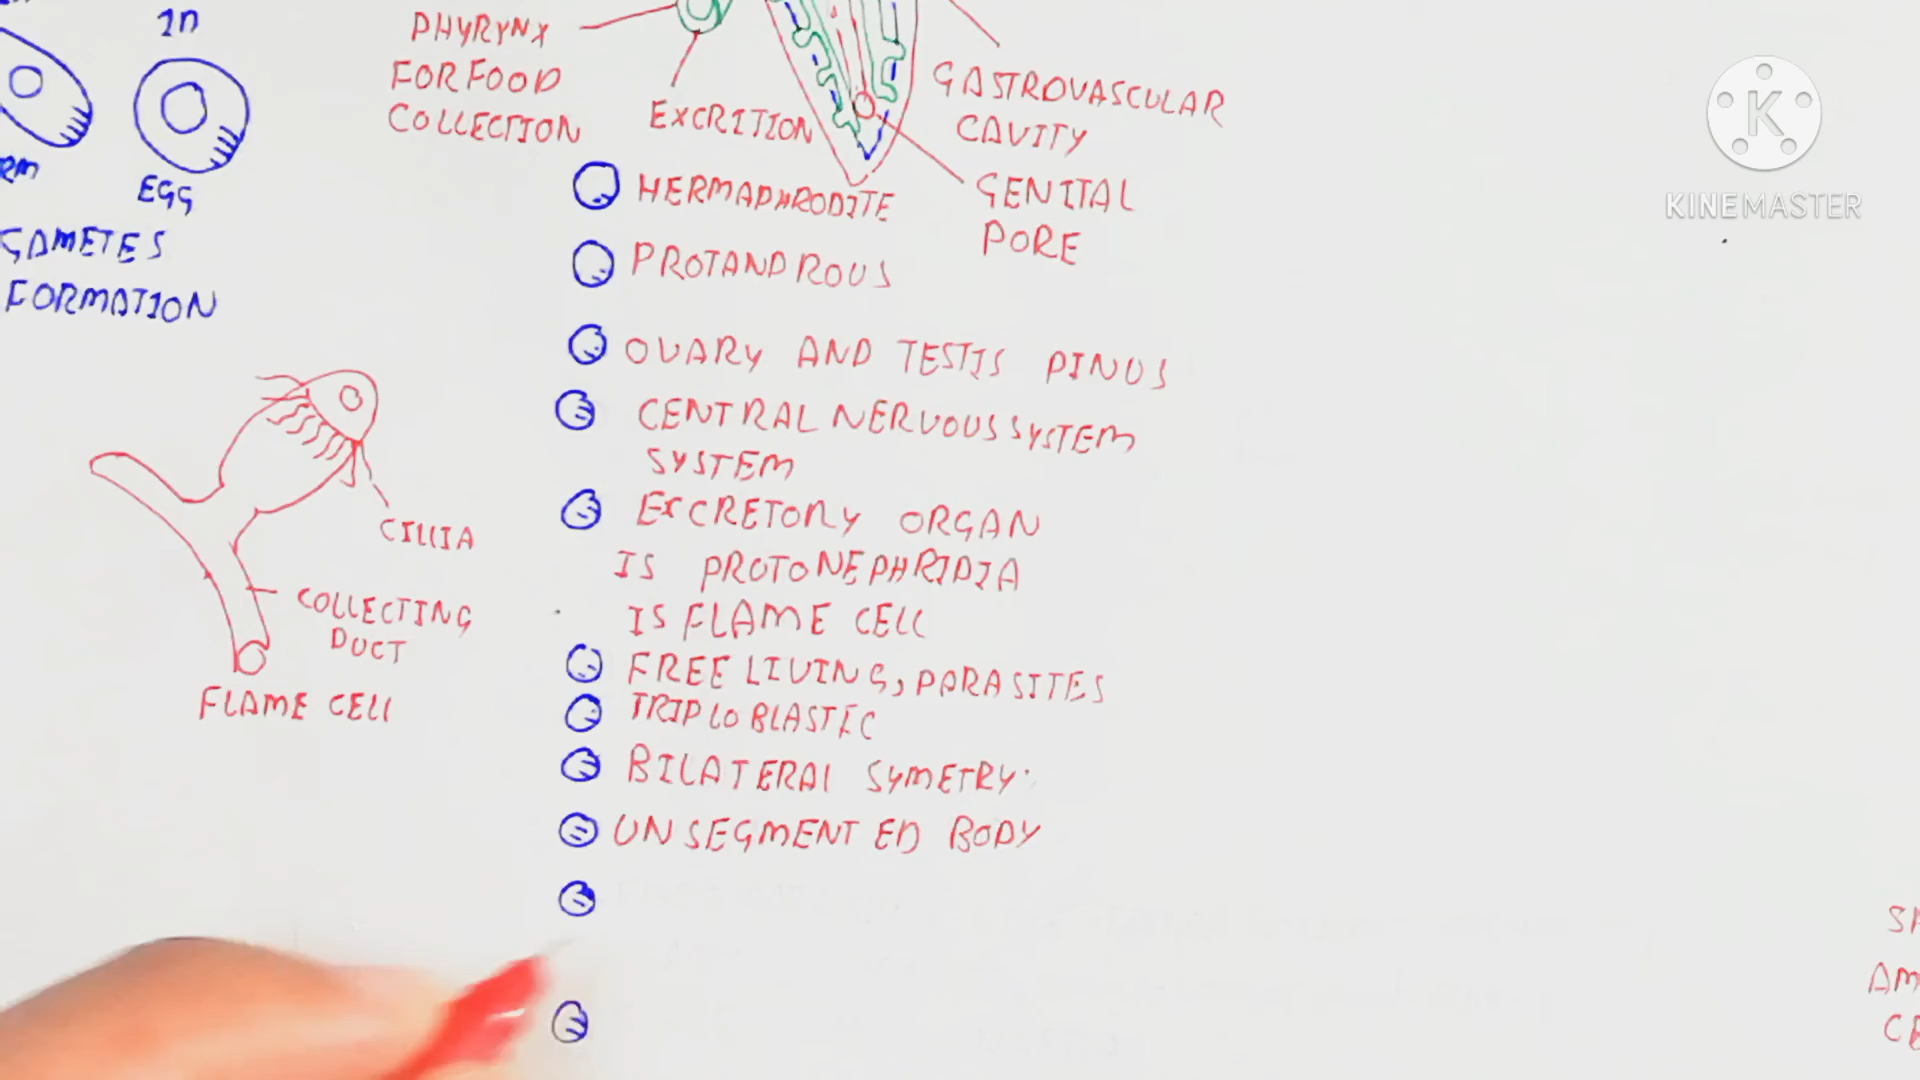 2n
EGG
GAMETES
FORMATION
PHYRYNX
FOR FOOD
COLLECTION
EXCRITION
GASTROVASCULAR
CAVITY
GENITAL
PORE
HERMAPHRODITE
PROTANDROUS
OVARY AND TESTIS PINUS
CENTRAL NERVOUS SYSTEM
SYSTEM
EXCRETORY ORGAN
IS PROTONEPHRIDIA
IS FLAME CELL
FREE LIVING, PARASITES
TRIPLOBLASTIC
BILATERAL SYMETRY
UNSEGMENTED BODY
CILLIA
COLLECTING
DUCT
FLAME CELL
K
KINEMASTER